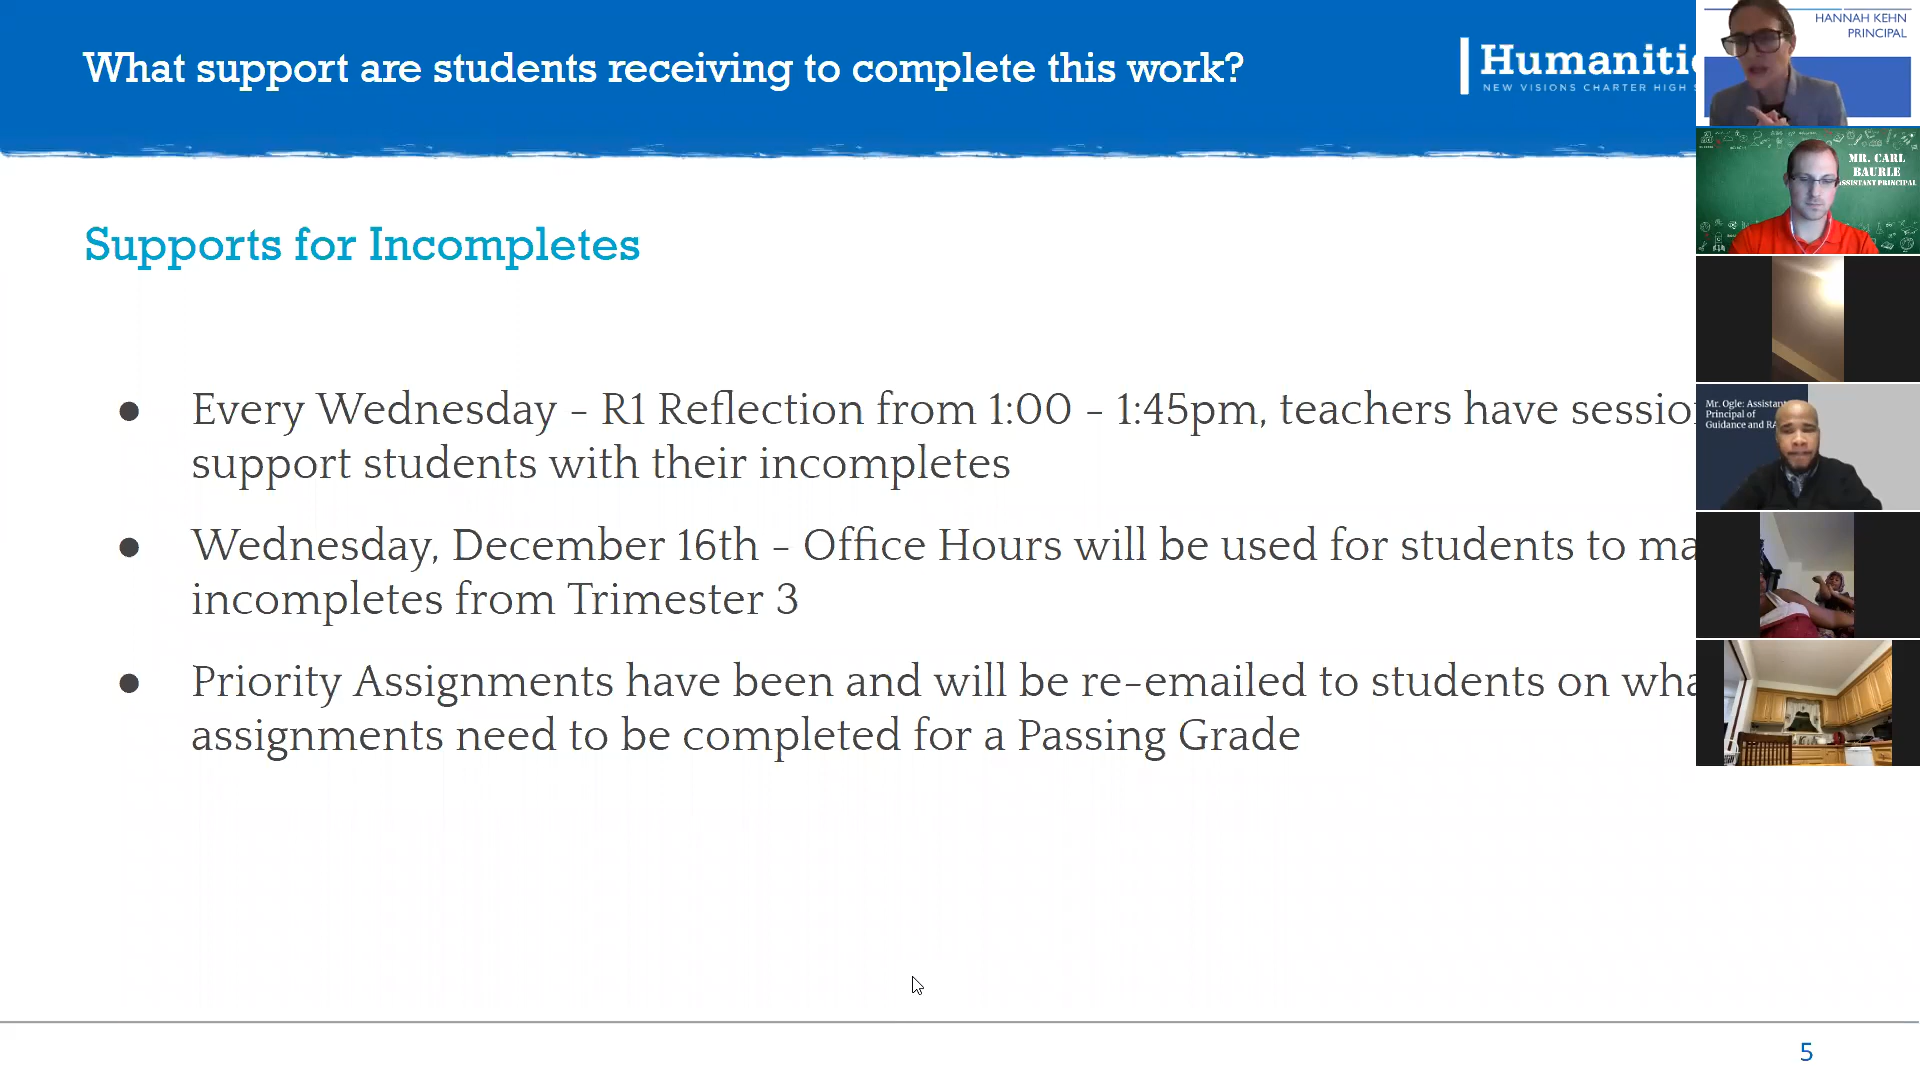 What support are students receiving to complete this work?
Humanitie
NEW VISIONS CHARTER HIGH
HANNAH KEHN
PRINCIPAL
MR. CARL
BAURLE
ASSISTANT PRINCIPAL
Supports for Incompletes
● Every Wednesday – R1 Reflection from 1:00 – 1:45pm, teachers have sessio
support students with their incompletes
Mr. Ogle: Assistant
Principal of
Guidance and
● Wednesday, December 16th – Office Hours will be used for students to ma
incompletes from Trimester 3
● Priority Assignments have been and will be re-emailed to students on wha
assignments need to be completed for a Passing Grade
5